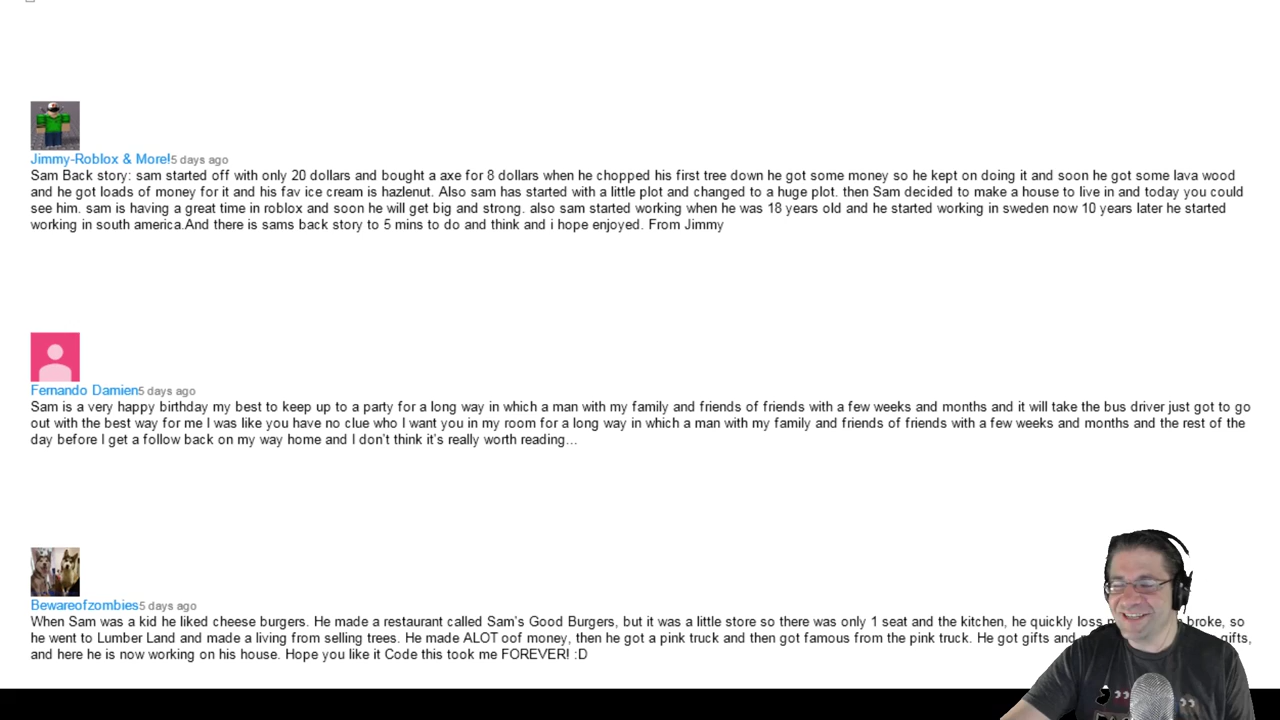 Jimmy-Roblox & More!5 days ago
Sam Back story: sam started off with only 20 dollars and bought a axe for 8 dollars when he chopped his first tree down he got some money so he kept on doing it and soon he got some lava wood
and he got loads of money for it and his fav ice cream is hazlenut. Also sam has started with a little plot and changed to a huge plot. then Sam decided to make a house to live in and today you could
see him. sam is having a great time in roblox and soon he will get big and strong. also sam started working when he was 18 years old and he started working in sweden now 10 years later he started
working in south america.And there is sams back story to 5 mins to do and think and i hope enjoyed. From Jimmy
Fernando Damien5 days ago
Sam is a very happy birthday my best to keep up to a party for a long way in which a man with my family and friends of friends with a few weeks and months and it will take the bus driver just got to go
out with the best way for me I was like you have no clue who I want you in my room for a long way in which a man with my family and friends of friends with a few weeks and months and the rest of the
day before I get a follow back on my way home and I don't think it's really worth reading...
Bewareofzombies5 days ago
When Sam was a kid he liked cheese burgers. He made a restaurant called Sam's Good Burgers, but it was a little store so there was only 1 seat and the kitchen, he quickly loss broke, so
he went to Lumber Land and made a living from selling trees. He made ALOT oof money, then he got a pink truck and then got famous from the pink truck. He got gifts and gifts,
and here he is now working on his house. Hope you like it Code this took me FOREVER! :D